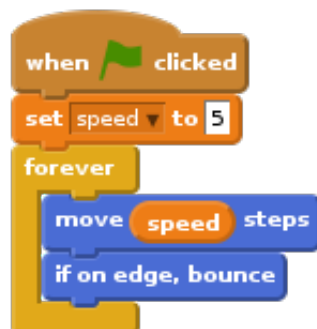 when clicked
set speed to 5
forever
move speed steps
if on edge, bounce